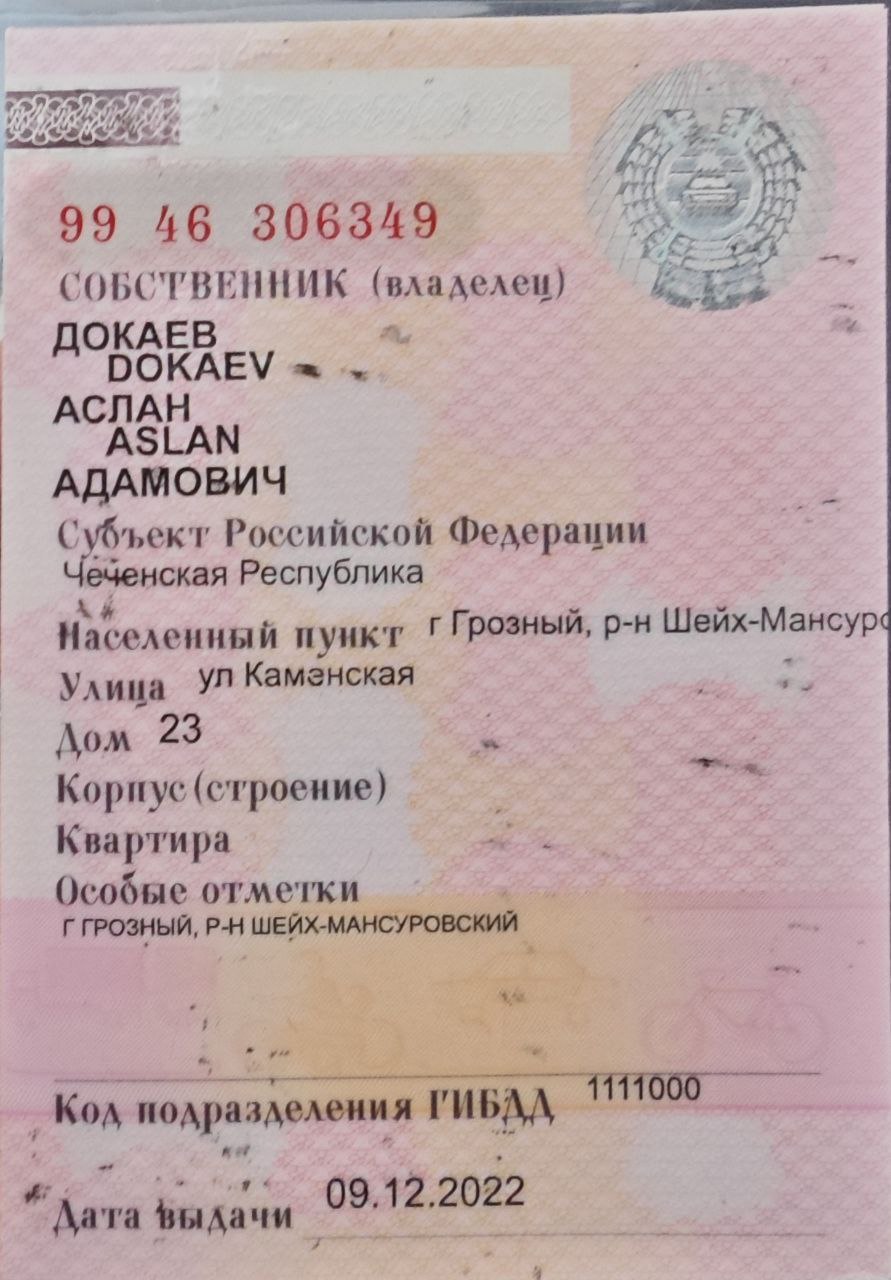 99 46 306349
СОБСТВЕННИК (владелец)
ДОКАЕВ
DOKAEV
АСЛАН
ASLAN
АДАМОВИЧ
Субъект Российской Федерации
Чеченская Республика
Населенный пункт г Грозный, р-н Шейх-Мансуро
Улица ул Каменская
Дом 23
Корпус (строение)
Квартира
Особые отметки
Г ГРОЗНЫЙ, Р-Н ШЕЙХ-МАНСУРОВСКИЙ
Код подразделения ГИБДД 1111000
Дата выдачи 09.12.2022